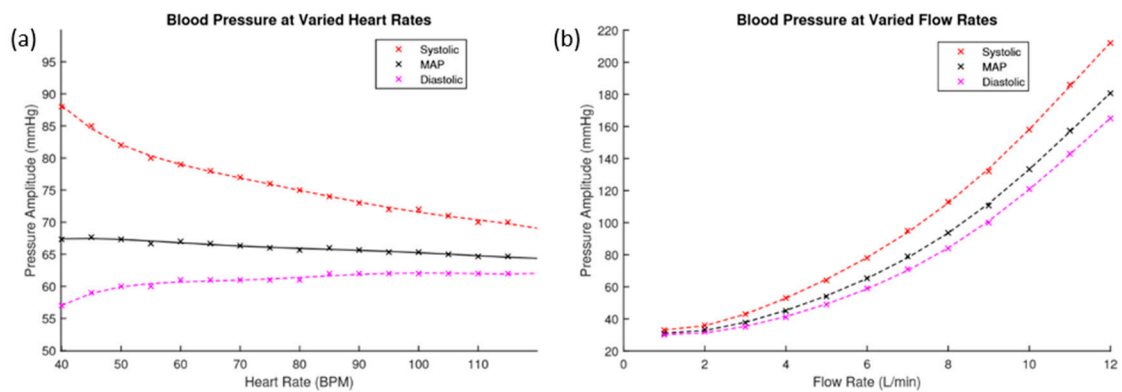 (a)
Blood Pressure at Varied Heart Rates
Systolic
MAP
Diastolic
Pressure Amplitude (mmHg)
95
90
85
80
75
70
65
60
55
50
40 50 60 70 80 90 100 110
Heart Rate (BPM)
(b)
Blood Pressure at Varied Flow Rates
Systolic
MAP
Diastolic
Pressure Amplitude (mmHg)
220
200
180
160
140
120
100
80
60
40
20
0 2 4 6 8 10 12
Flow Rate (L/min)